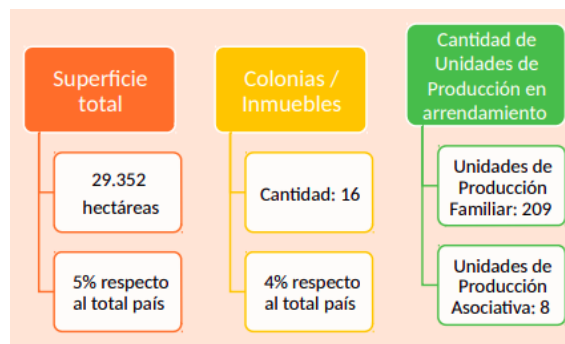 Superficie
total
29.352
hectáreas
5% respecto
al total país
Colonias /
Inmuebles
Cantidad: 16
4% respecto
al total país
Cantidad de
Unidades de
Producción en
arrendamiento
Unidades de
Producción
Familiar: 209
Unidades de
Producción
Asociativa: 8